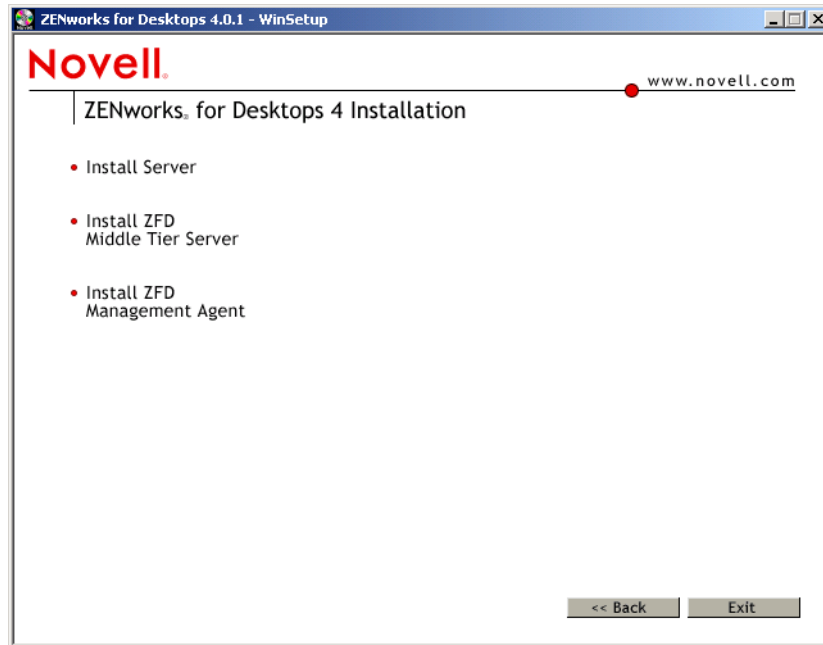 ZENworks for Desktops 4.0.1 - WinSetup
Novell®
www.novell.com
ZENworks® for Desktops 4 Installation
Install Server
Install ZFD
Middle Tier Server
Install ZFD
Management Agent
<< Back
Exit